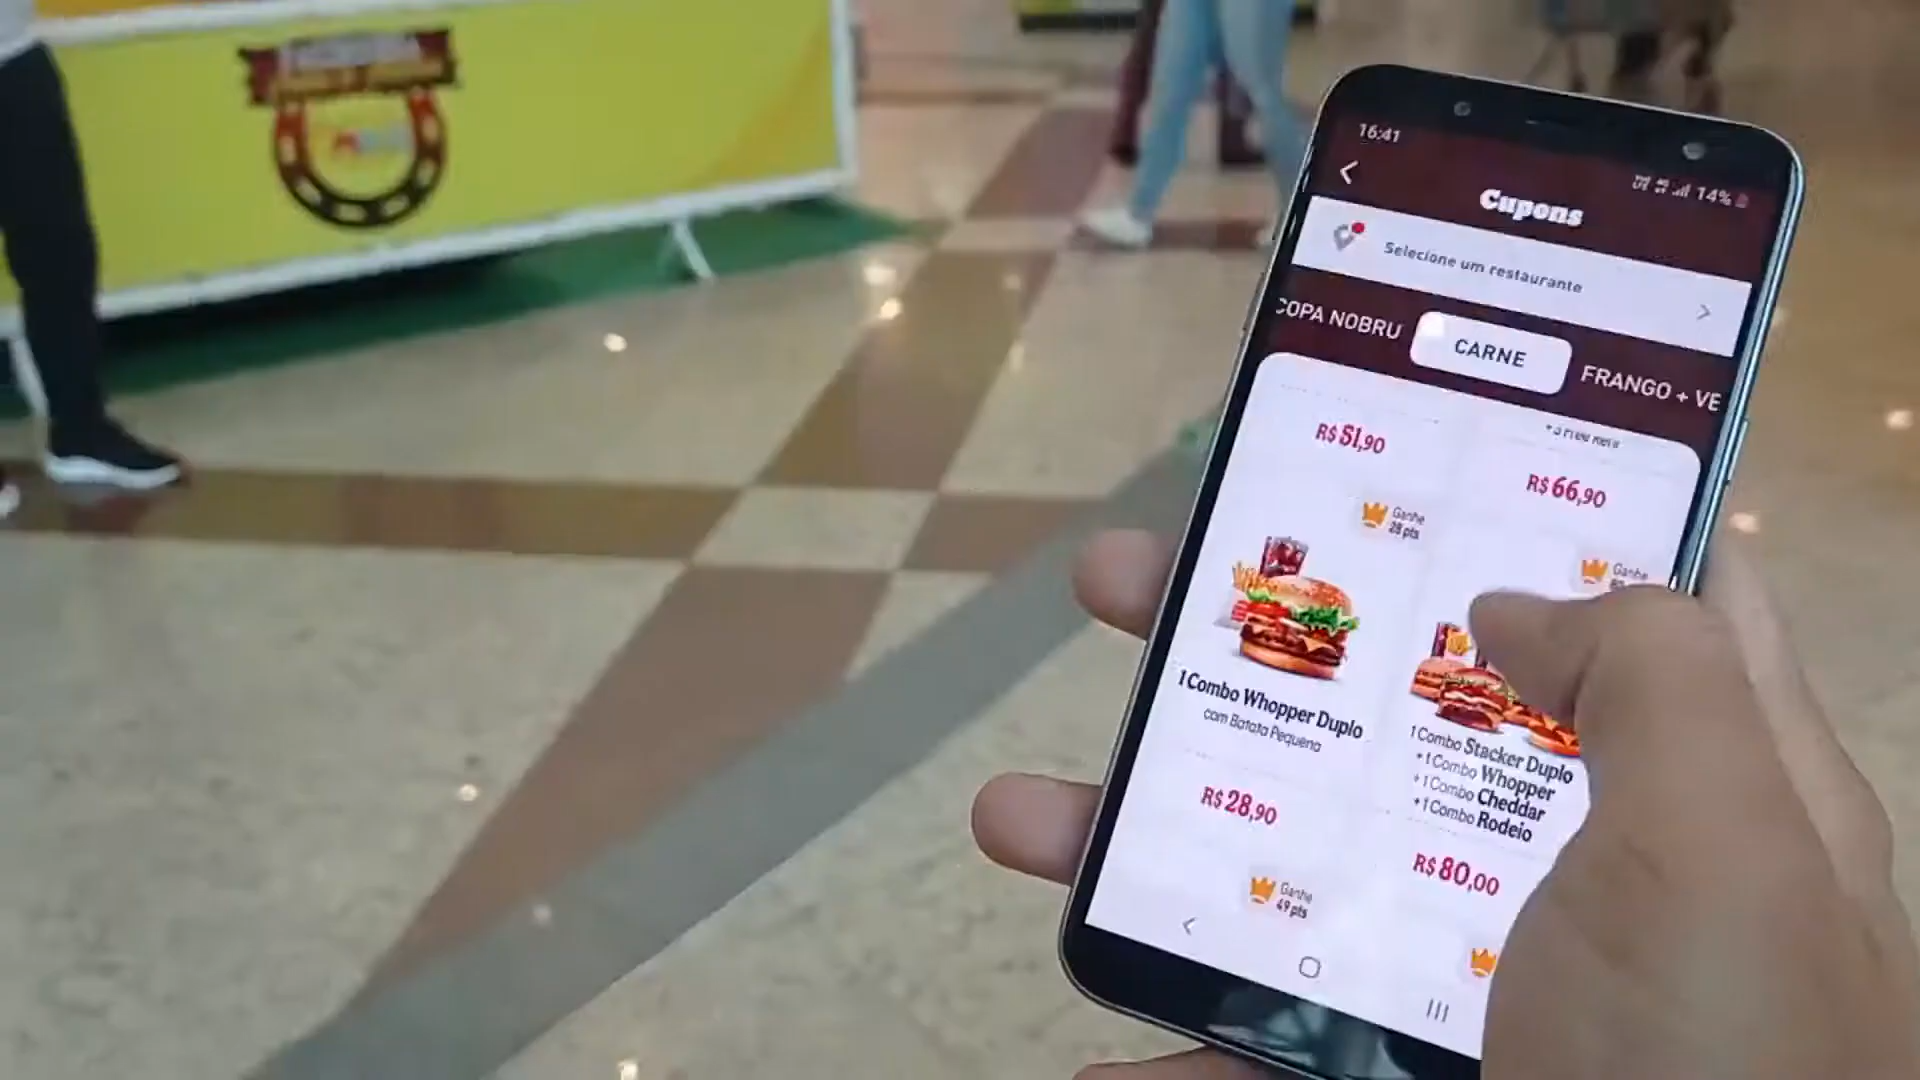 16:41
14%
Cupons
Selecione um restaurante
COPA NOBRU
CARNE
FRANGO + VE
R$ 51,90
R$ 66,90
Ganhe
28 pts
Ganhe
1 Combo Whopper Duplo
com Batata Pequena
1 Combo Stacker Duplo
+ 1 Combo Whopper
+ 1 Combo Cheddar
+ 1 Combo Rodeio
R$ 28,90
R$ 80,00
Ganhe
49 pts